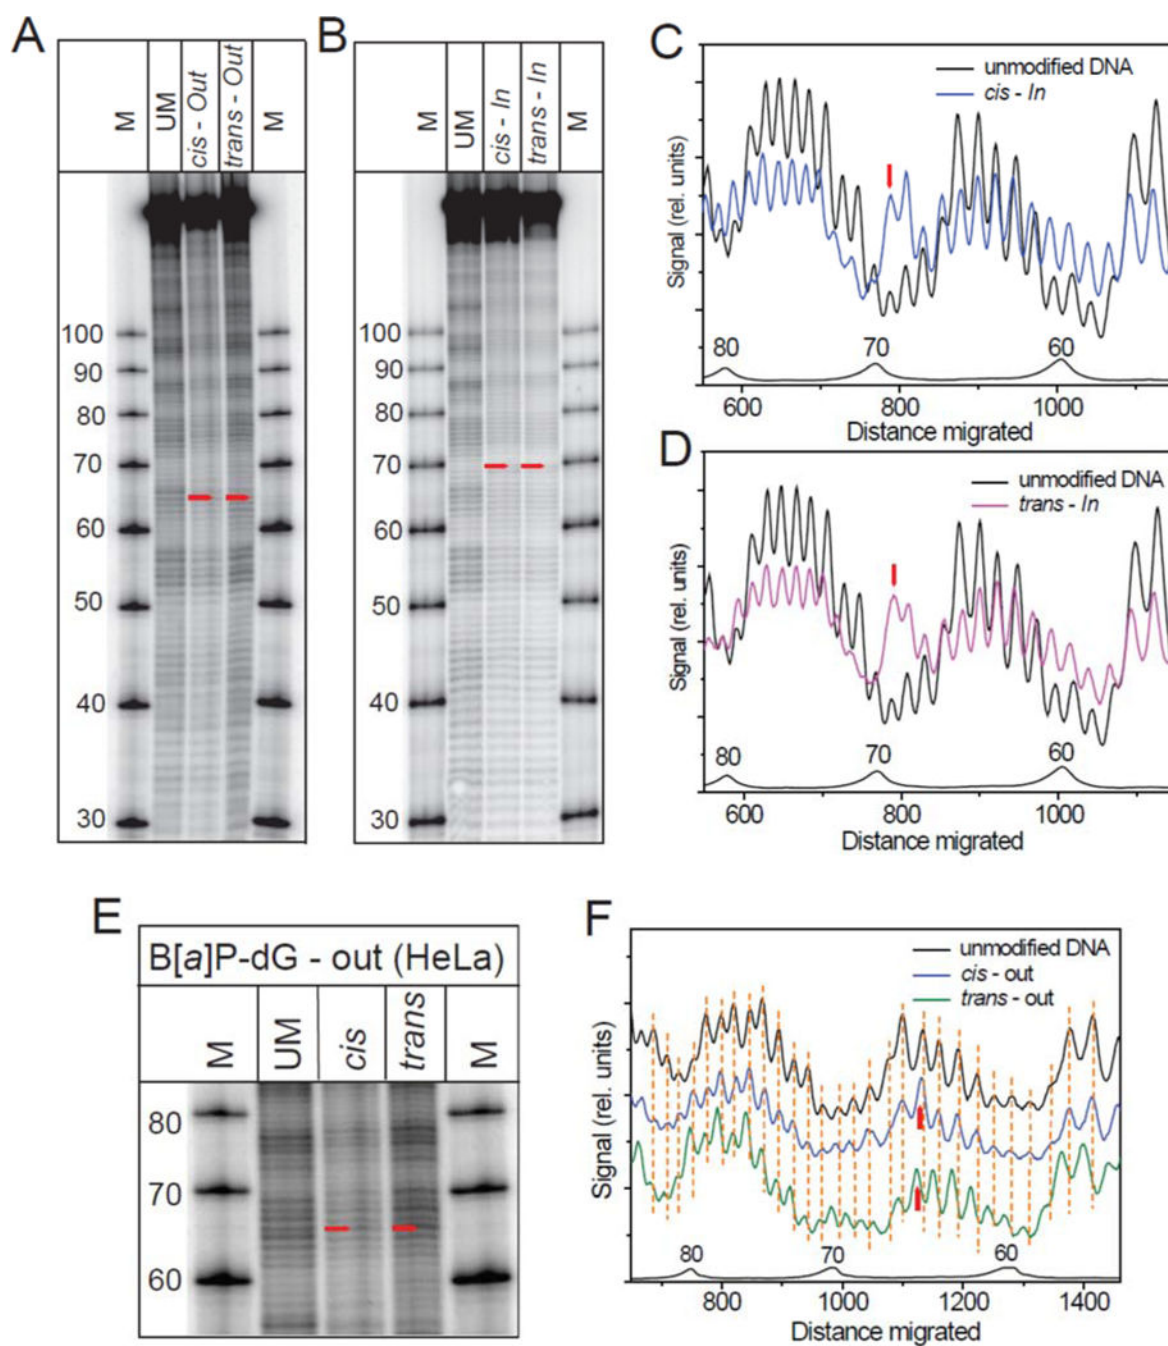 A
M
UM
cis - Out
trans - Out
M
100
90
80
70
60
50
40
30
B
M
UM
cis - In
trans - In
M
100
90
80
70
60
50
40
30
C
unmodified DNA
cis - In
Signal (rel. units)
80
70
60
600
800
1000
Distance migrated
D
unmodified DNA
trans - In
Signal (rel. units)
80
70
60
600
800
1000
Distance migrated
E
B[a]P-dG - out (HeLa)
M
UM
cis
trans
M
80
70
60
F
unmodified DNA
cis - out
trans - out
Signal (rel. units)
80
70
60
800
1000
1200
1400
Distance migrated